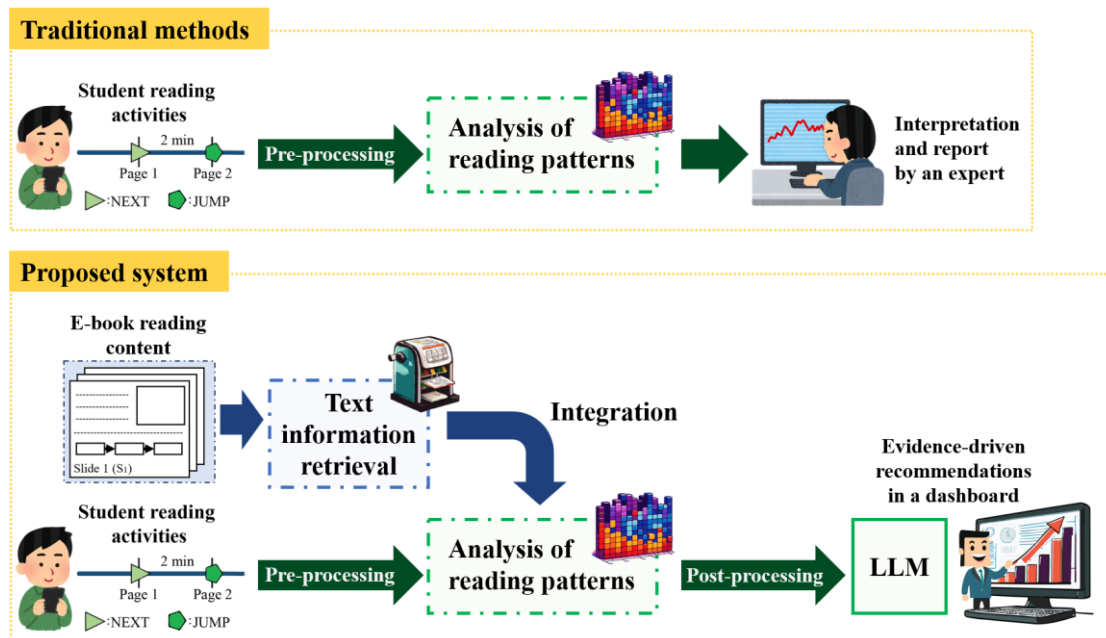 Traditional methods
Student reading
activities
2 min
Page 1
Page 2
:NEXT
:JUMP
Pre-processing
Analysis of
reading patterns
Interpretation
and report
by an expert
Proposed system
E-book reading
content
Slide 1 (S₁)
Text
information
retrieval
Integration
Student reading
activities
2 min
Page 1
Page 2
:NEXT
:JUMP
Pre-processing
Analysis of
reading patterns
Post-processing
LLM
Evidence-driven
recommendations
in a dashboard